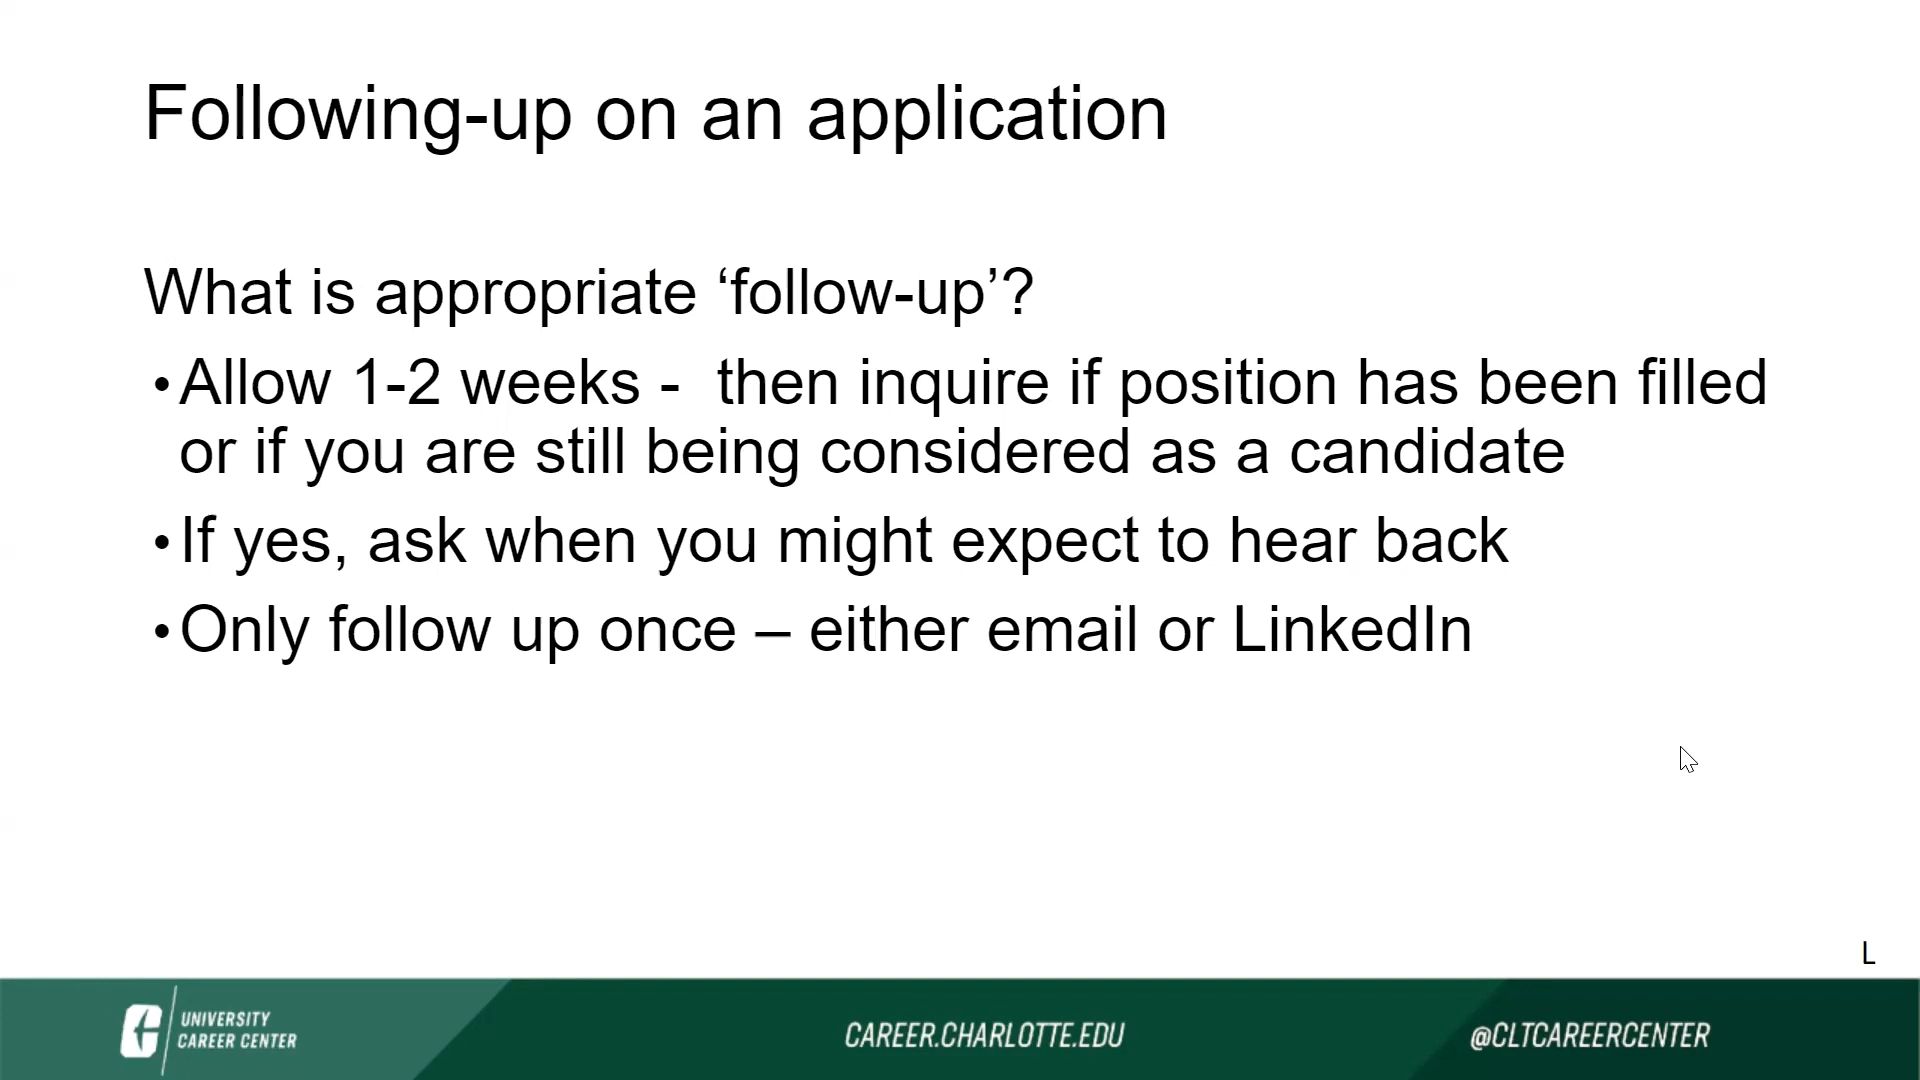 Following-up on an application
What is appropriate ‘follow-up’?
•Allow 1-2 weeks -  then inquire if position has been filled
or if you are still being considered as a candidate
•If yes, ask when you might expect to hear back
•Only follow up once – either email or LinkedIn
L
UNIVERSITY
CAREER CENTER
CAREER.CHARLOTTE.EDU
@CLTCAREERCENTER